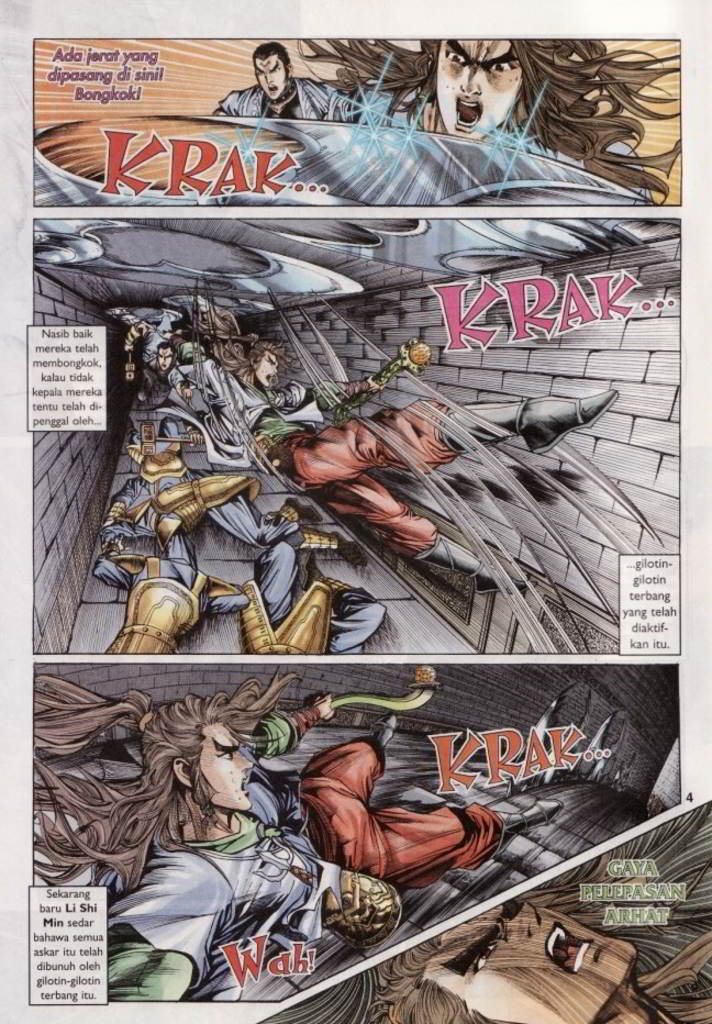 Ada jerat yang
dipasang di sini!
Bongkok!
KRAK...
KRAK...
Nasib baik
mereka telah
membongkok,
kalau tidak
kepala mereka
tentu telah di-
penggal oleh...
...gilotin-
gilotin
terbang
yang telah
diaktif-
kan itu.
KRAK...
4
Sekarang
baru Li Shi
Min sedar
bahawa semua
askar itu telah
dibunuh oleh
gilotin-gilotin
terbang itu.
Wah!
GAYA
PELEPASAN
ARHAT